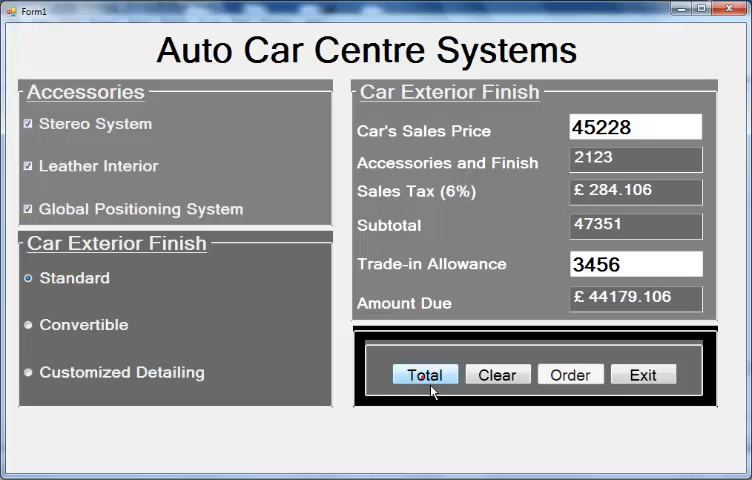 Form1
Auto Car Centre Systems
Accessories
Stereo System
Leather Interior
Global Positioning System
Car Exterior Finish
Standard
Convertible
Customized Detailing
Car Exterior Finish
Car's Sales Price 45228
Accessories and Finish 2123
Sales Tax (6%) £ 284.106
Subtotal 47351
Trade-in Allowance 3456
Amount Due £ 44179.106
Total Clear Order Exit